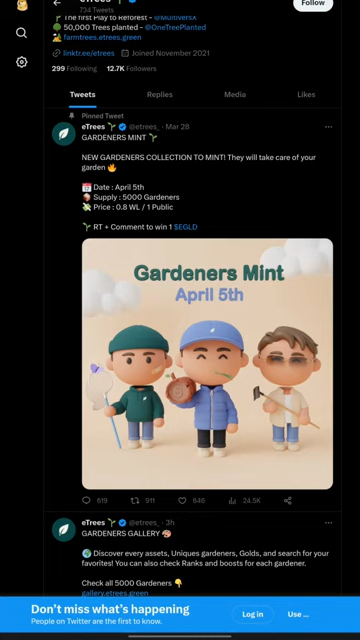 eTrees
734 Tweets
The first Play to Reforest - @MultiversX
50,000 Trees planted - @OneTreePlanted
farmtrees.etrees.green
linktr.ee/etrees Joined November 2021
299 Following 12.7K Followers
Follow
Tweets Replies Media Likes
Pinned Tweet
eTrees @etrees_ · Mar 28
GARDENERS MINT
NEW GARDENERS COLLECTION TO MINT! They will take care of your
garden
Date : April 5th
Supply : 5000 Gardeners
Price : 0.8 WL / 1 Public
RT + Comment to win 1 $EGLD
Gardeners Mint
April 5th
619 911 646 24.5K
eTrees @etrees_ · 3h
GARDENERS GALLERY
Discover every assets, Uniques gardeners, Golds, and search for your
favorites! You can also check Ranks and boosts for each gardener.
Check all 5000 Gardeners
gallery.etrees.green
Don't miss what's happening
People on Twitter are the first to know.
Log in Use ...